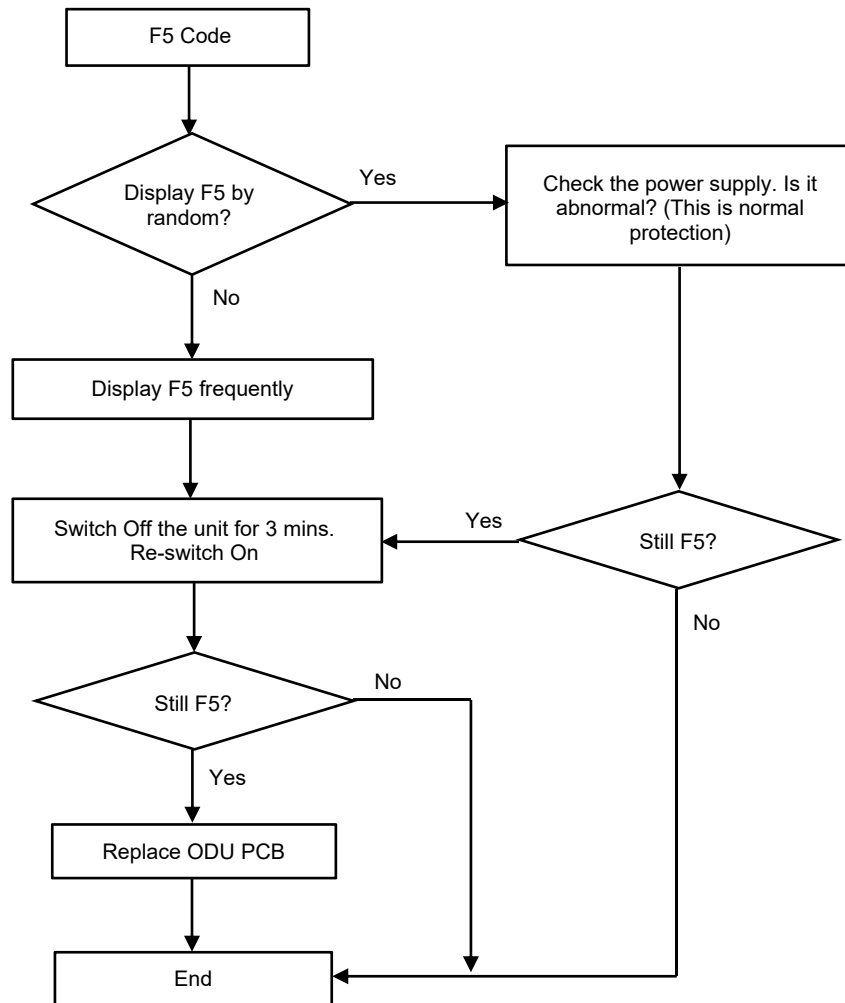 F5 Code
Display F5 by
random?
Yes
Check the power supply. Is it
abnormal? (This is normal
protection)
No
Display F5 frequently
Switch Off the unit for 3 mins.
Re-switch On
Yes
Still F5?
No
Still F5?
No
Yes
Replace ODU PCB
End